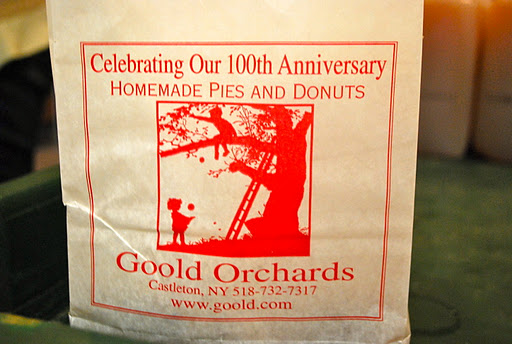 Celebrating Our 100th Anniversary
HOMEMADE PIES AND DONUTS
Goold Orchards
Castleton, NY 518-732-7317
www.goold.com